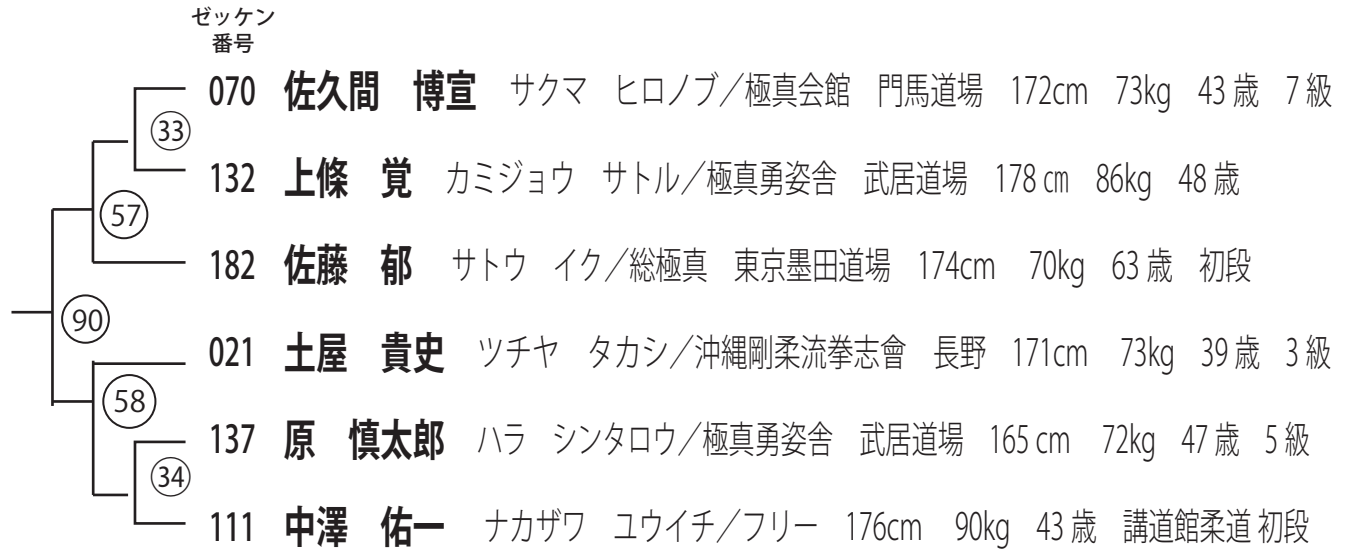 ゼッケン
番号
070 佐久間 博宣 サクマ ヒロノブ/極真会館 門馬道場 172cm 73kg 43歳 7級
㉝
132 上條 覚 カミジョウ サトル/極真勇姿舎 武居道場 178㎝ 86kg 48歳
57
182 佐藤 郁 サトウ イク/総極真 東京墨田道場 174cm 70kg 63歳 初段
90
021 土屋 貴史 ツチヤ タカシ/沖縄剛柔流拳志會 長野 171cm 73kg 39歳 3級
58
137 原 慎太郎 ハラ シンタロウ/極真勇姿舎 武居道場 165cm 72kg 47歳 5級
㉞
111 中澤 佑一 ナカザワ ユウイチ/フリー 176cm 90kg 43歳 講道館柔道 初段